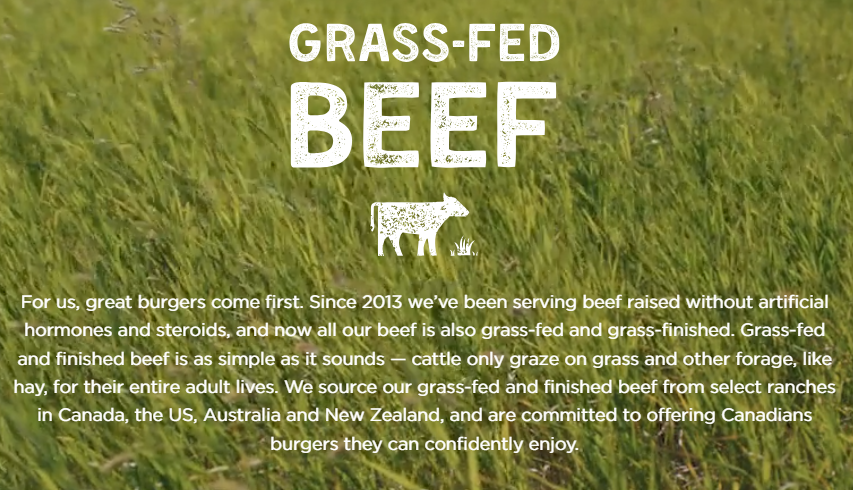 GRASS-FED
BEEF
For us, great burgers come first. Since 2013 we've been serving beef raised without artificial
hormones and steroids, and now all our beef is also grass-fed and grass-finished. Grass-fed
and finished beef is as simple as it sounds — cattle only graze on grass and other forage, like
hay, for their entire adult lives. We source our grass-fed and finished beef from select ranches
in Canada, the US, Australia and New Zealand, and are committed to offering Canadians
burgers they can confidently enjoy.